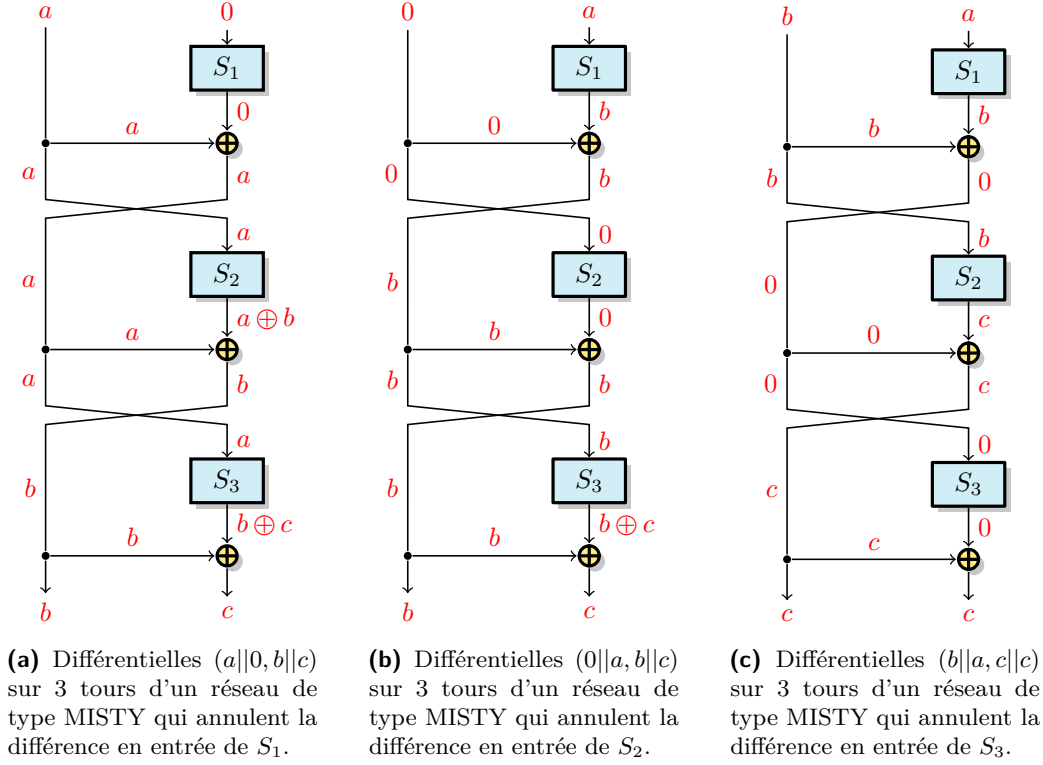 a 0
S₁
0
a
a a
a
S₂
a a ⊕ b
a
a b
a
S₃
b b ⊕ c
b
b c
(a) Différentielles (a||0, b||c)
sur 3 tours d'un réseau de
type MISTY qui annulent la
différence en entrée de S₁.
0 a
S₁
b
0
0 b
0
S₂
b 0
b
b b
b
S₃
b b ⊕ c
b
b c
(b) Différentielles (0||a, b||c)
sur 3 tours d'un réseau de
type MISTY qui annulent la
différence en entrée de S₂.
b a
S₁
b
b
b 0
b
S₂
0 c
0
0 c
0
S₃
c 0
c
c c
(c) Différentielles (b||a, c||c)
sur 3 tours d'un réseau de
type MISTY qui annulent la
différence en entrée de S₃.